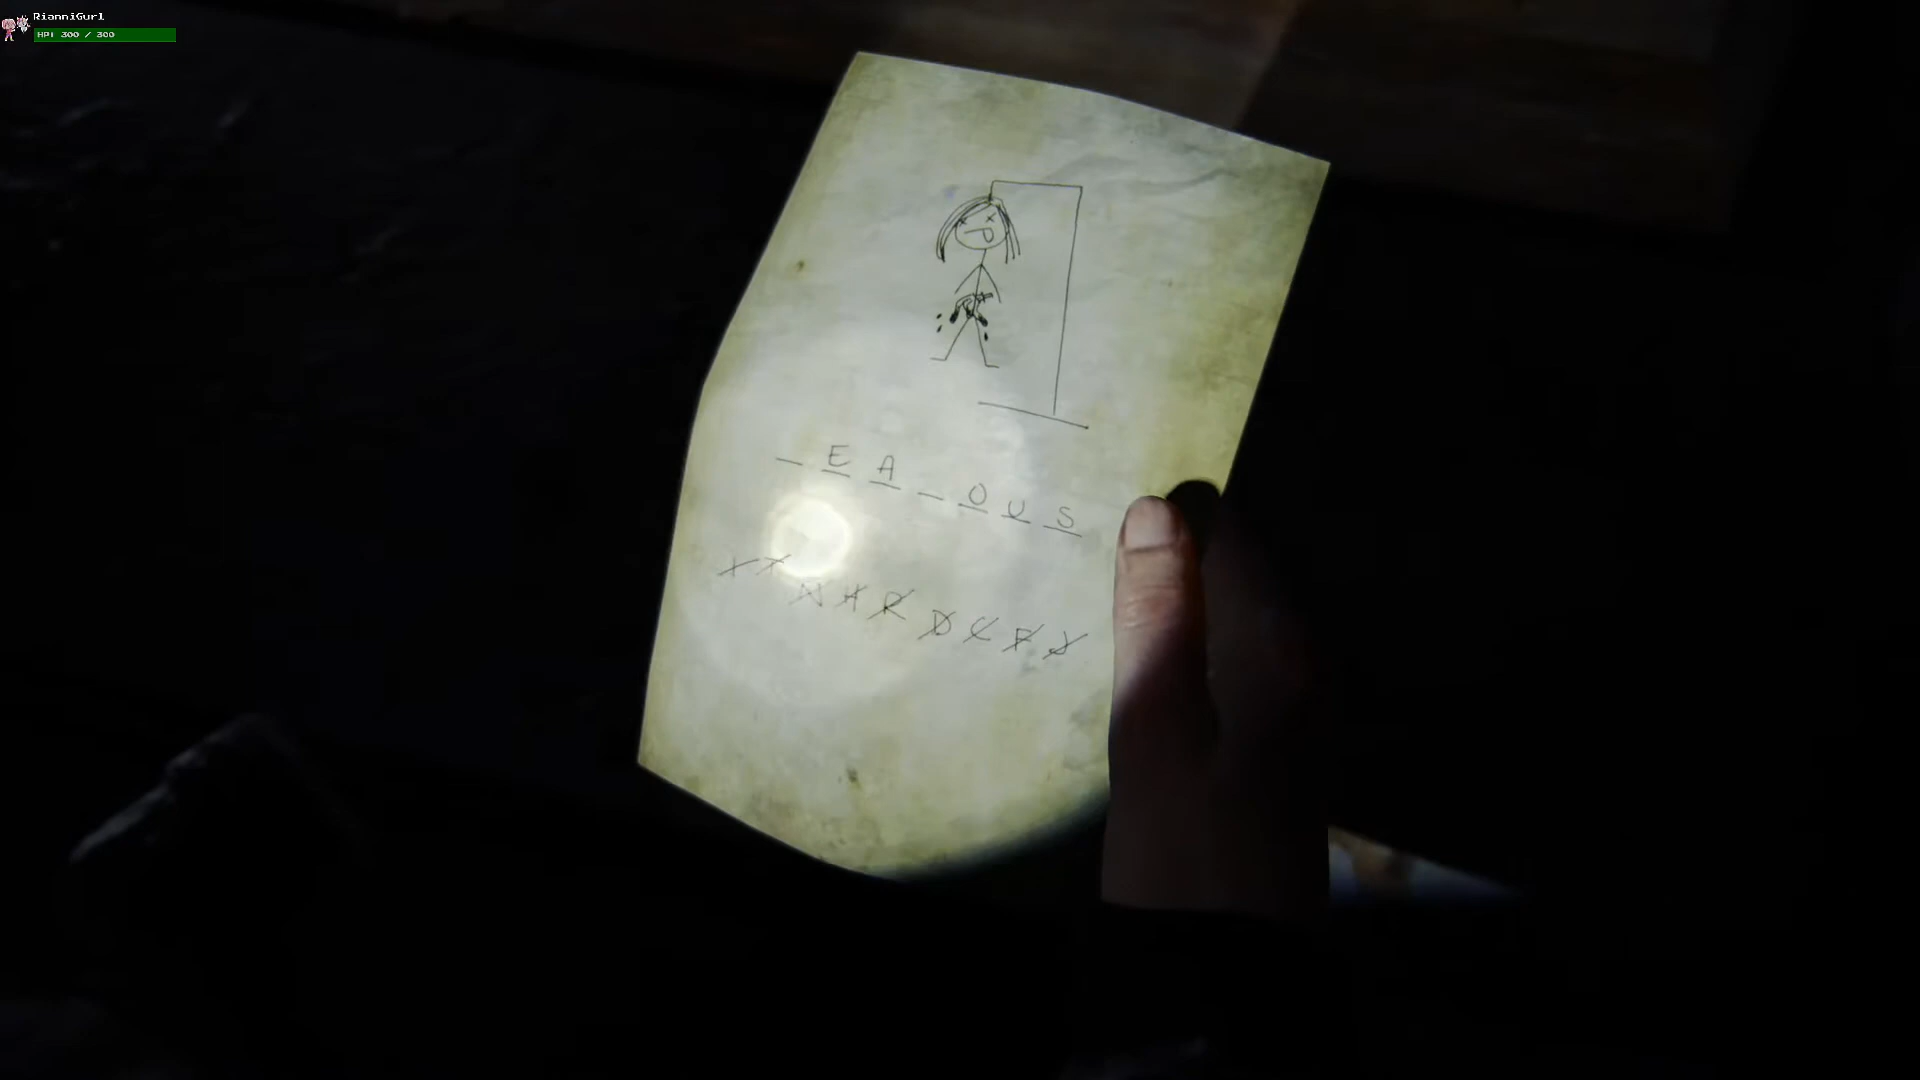 RianniGurl
HP: 300 / 300
_ E A _ O U S
N H R D C F J